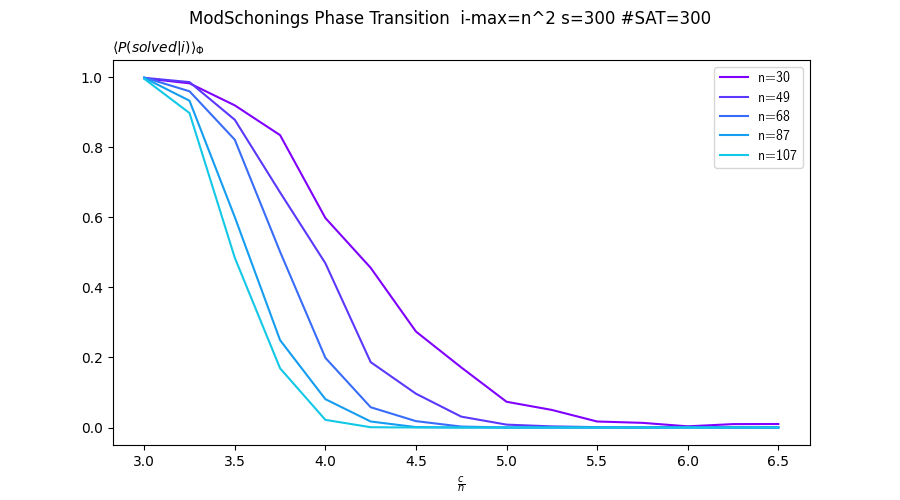 ModSchonings Phase Transition  i-max=n^2 s=300 #SAT=300
⟨P(solved|i)⟩Φ
1.0
0.8
0.6
0.4
0.2
0.0
n=30
n=49
n=68
n=87
n=107
3.0 3.5 4.0 4.5 5.0 5.5 6.0 6.5
c/n